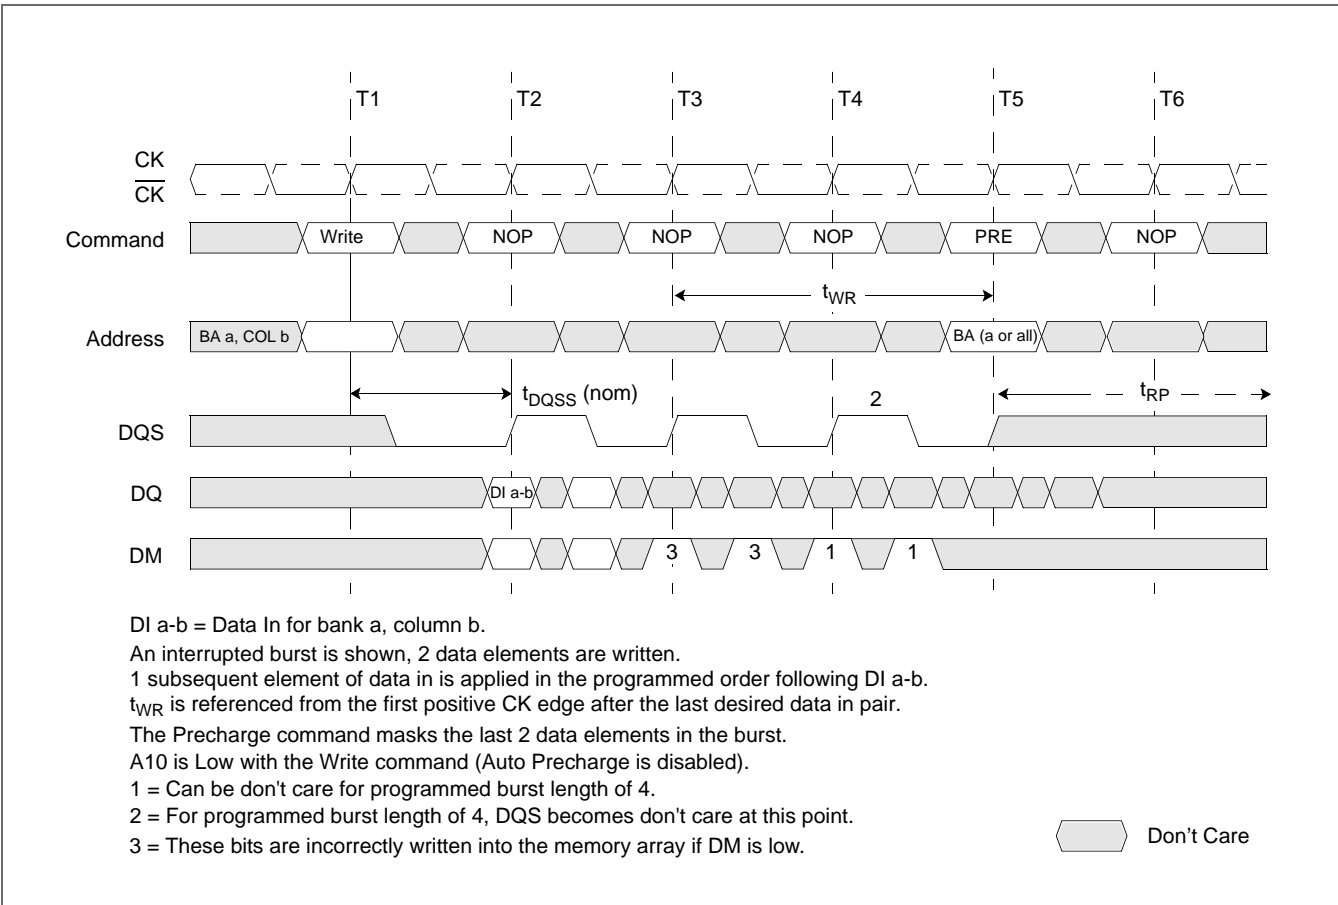 T1 T2 T3 T4 T5 T6
CK
CK
Command Write NOP NOP NOP PRE NOP
tWR
Address BA a, COL b BA (a or all)
tDQSS (nom) 2 tRP
DQS
DQ DI a-b
DM 3 3 1 1
DI a-b = Data In for bank a, column b.
An interrupted burst is shown, 2 data elements are written.
1 subsequent element of data in is applied in the programmed order following DI a-b.
tWR is referenced from the first positive CK edge after the last desired data in pair.
The Precharge command masks the last 2 data elements in the burst.
A10 is Low with the Write command (Auto Precharge is disabled).
1 = Can be don't care for programmed burst length of 4.
2 = For programmed burst length of 4, DQS becomes don't care at this point.
3 = These bits are incorrectly written into the memory array if DM is low.
Don't Care